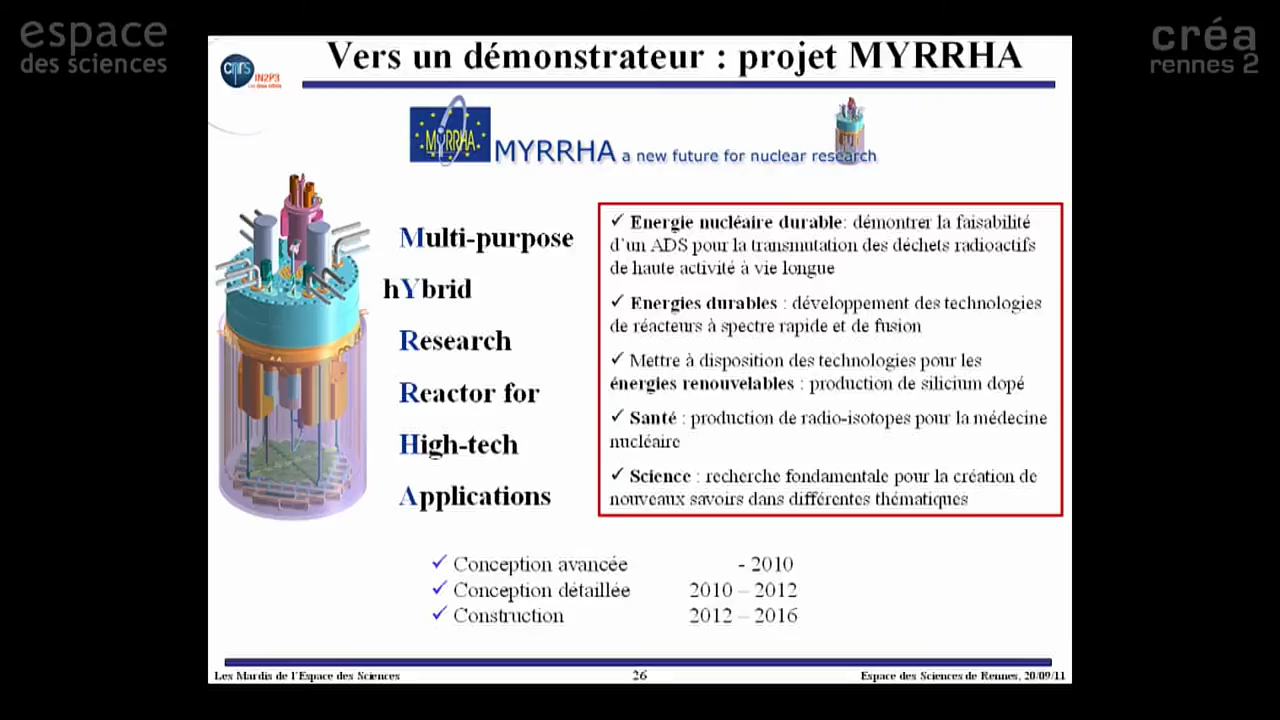 espace
des sciences
créa
rennes 2
Vers un démonstrateur : projet MYRRHA
cnrs
IN2P3
MYRRHA
MYRRHA a new future for nuclear research
Multi-purpose
hYbrid
Research
Reactor for
High-tech
Applications
✓ Energie nucléaire durable: démontrer la faisabilité
d'un ADS pour la transmutation des déchets radioactifs
de haute activité à vie longue
✓ Energies durables : développement des technologies
de réacteurs à spectre rapide et de fusion
✓ Mettre à disposition des technologies pour les
énergies renouvelables : production de silicium dopé
✓ Santé : production de radio-isotopes pour la médecine
nucléaire
✓ Science : recherche fondamentale pour la création de
nouveaux savoirs dans différentes thématiques
✓ Conception avancée - 2010
✓ Conception détaillée 2010 – 2012
✓ Construction 2012 – 2016
Les Mardis de l'Espace des Sciences
26
Espace des Sciences de Rennes, 20/09/11